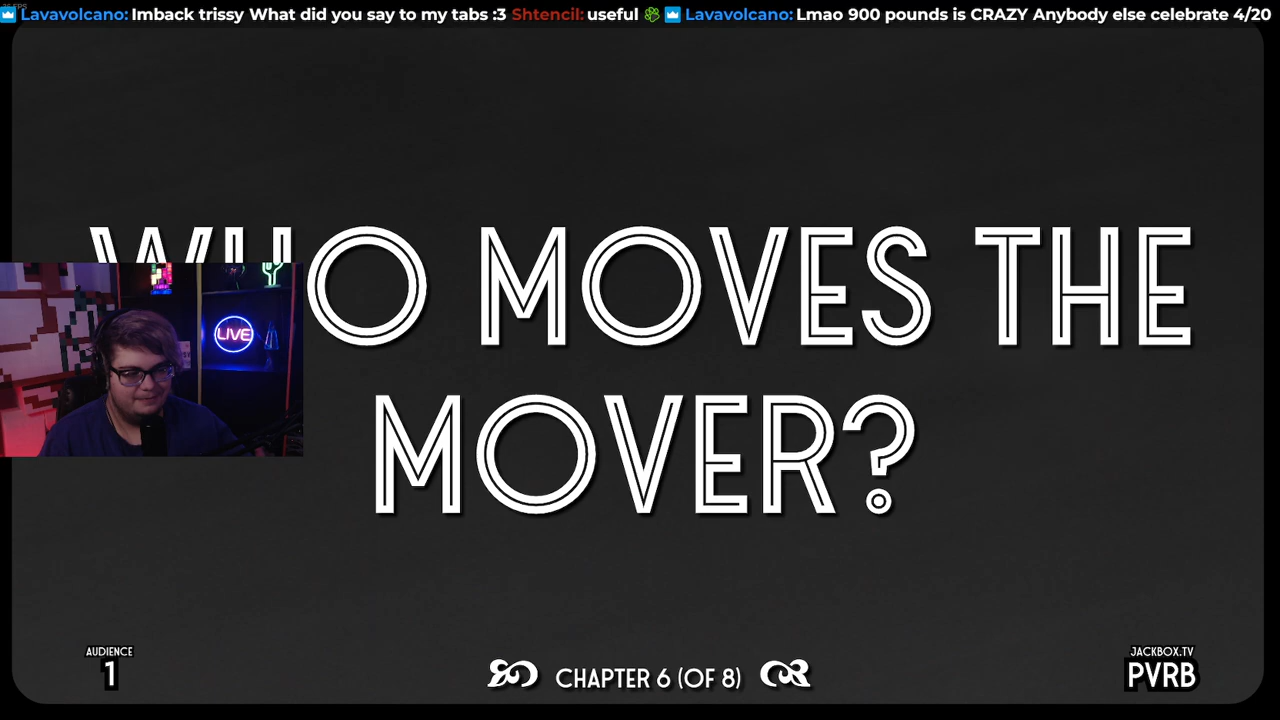 Lavavolcano: Imback trissy What did you say to my tabs :3 Shtencil: useful Lavavolcano: Lmao 900 pounds is CRAZY Anybody else celebrate 4/20
WHO MOVES THE
LIVE
MOVER?
AUDIENCE
1
CHAPTER 6 (OF 8)
JACKBOX.TV
PVRB